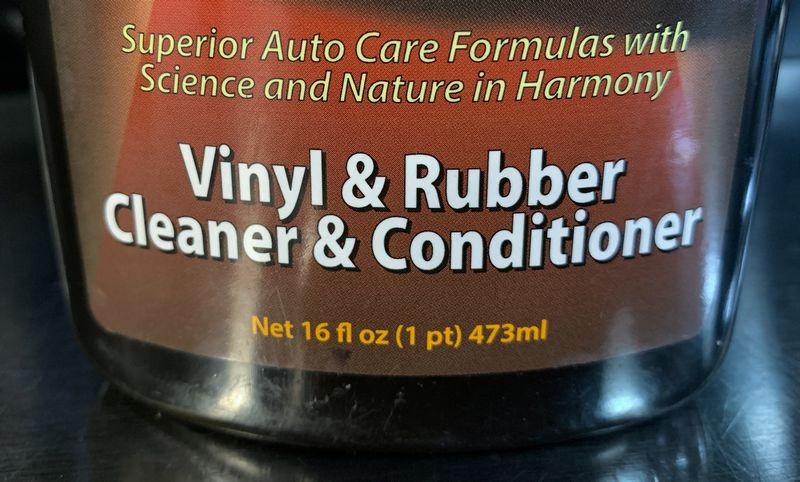 Superior Auto Care Formulas with
Science and Nature in Harmony
Vinyl & Rubber
Cleaner & Conditioner
Net 16 fl oz (1 pt) 473ml